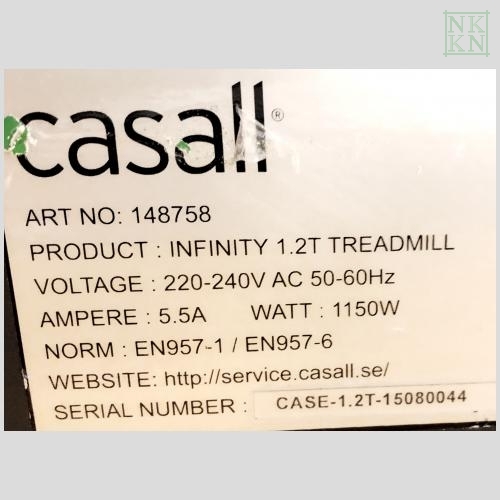 NK
KN
casall®
ART NO: 148758
PRODUCT : INFINITY 1.2T TREADMILL
VOLTAGE : 220-240V AC 50-60Hz
AMPERE : 5.5A WATT : 1150W
NORM : EN957-1 / EN957-6
WEBSITE: http://service.casall.se/
SERIAL NUMBER : CASE-1.2T-15080044